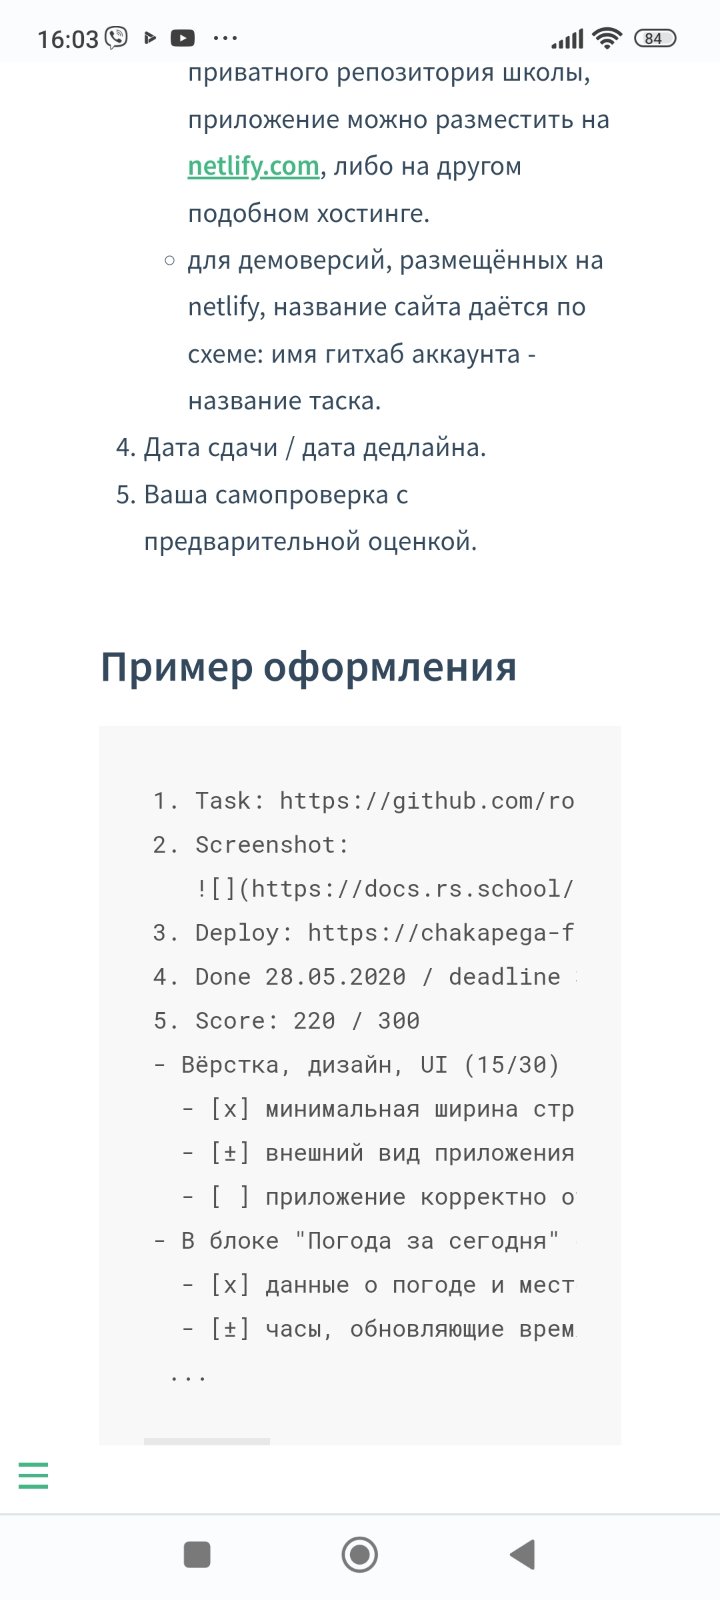 16:03
84
приватного репозитория школы,
приложение можно разместить на
netlify.com, либо на другом
подобном хостинге.
для демоверсий, размещённых на
netlify, название сайта даётся по
схеме: имя гитхаб аккаунта -
название таска.
4. Дата сдачи / дата дедлайна.
5. Ваша самопроверка с
предварительной оценкой.
Пример оформления
1. Task: https://github.com/ro
2. Screenshot:
![](https://docs.rs.school/
3. Deploy: https://chakapega-f
4. Done 28.05.2020 / deadline
5. Score: 220 / 300
- Вёрстка, дизайн, UI (15/30)
- [x] минимальная ширина стр
- [±] внешний вид приложения
- [ ] приложение корректно о
- В блоке "Погода за сегодня"
- [x] данные о погоде и мест
- [±] часы, обновляющие врем
...